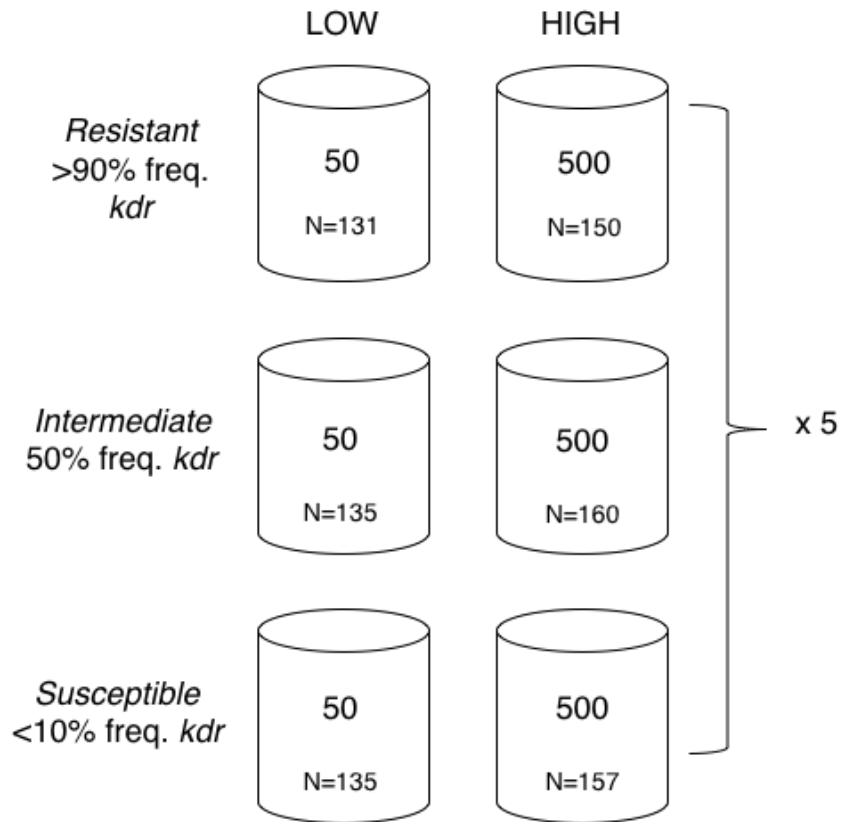 LOW HIGH
Resistant
>90% freq.
kdr
50 500
N=131 N=150
Intermediate
50% freq. kdr
50 500
N=135 N=160
x 5
Susceptible
<10% freq. kdr
50 500
N=135 N=157